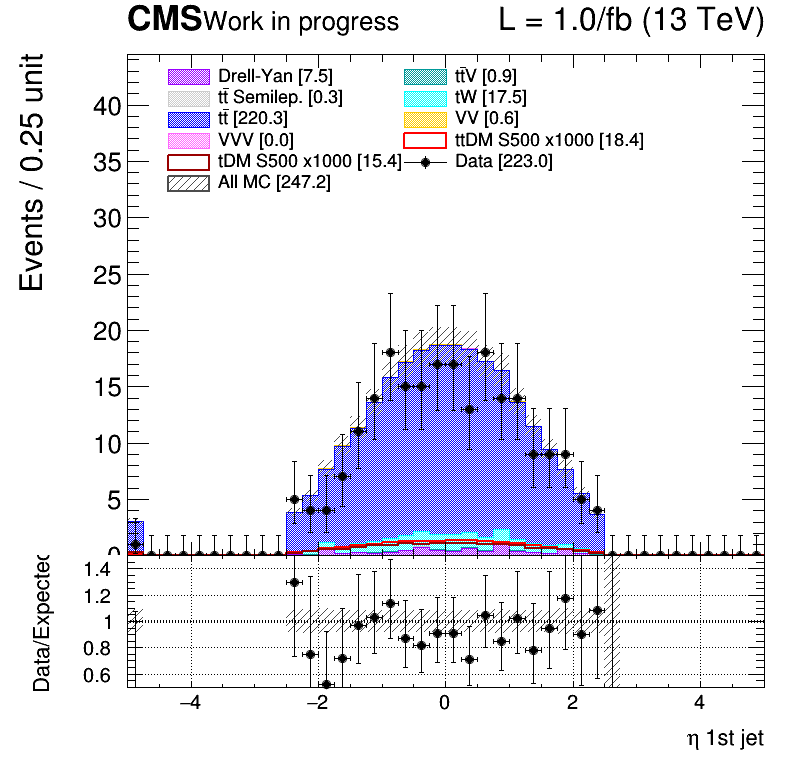 CMS Work in progress L = 1.0/fb (13 TeV)
Drell-Yan [7.5] tt̄V [0.9]
tt̄ Semilep. [0.3] tW [17.5]
tt̄ [220.3] VV [0.6]
VVV [0.0] ttDM S500 x1000 [18.4]
tDM S500 x1000 [15.4] Data [223.0]
All MC [247.2]
Events / 0.25 unit
40
35
30
25
20
15
10
5
0
Data/Expected
1.4
1.2
1
0.8
0.6
−4 −2 0 2 4
η 1st jet